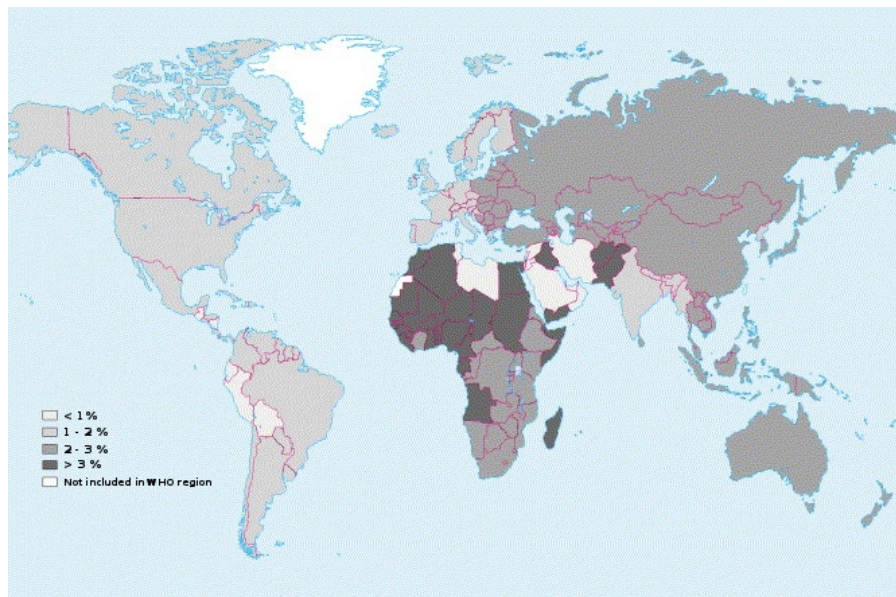 < 1 %
1 - 2 %
2 - 3 %
> 3 %
Not included in WHO region